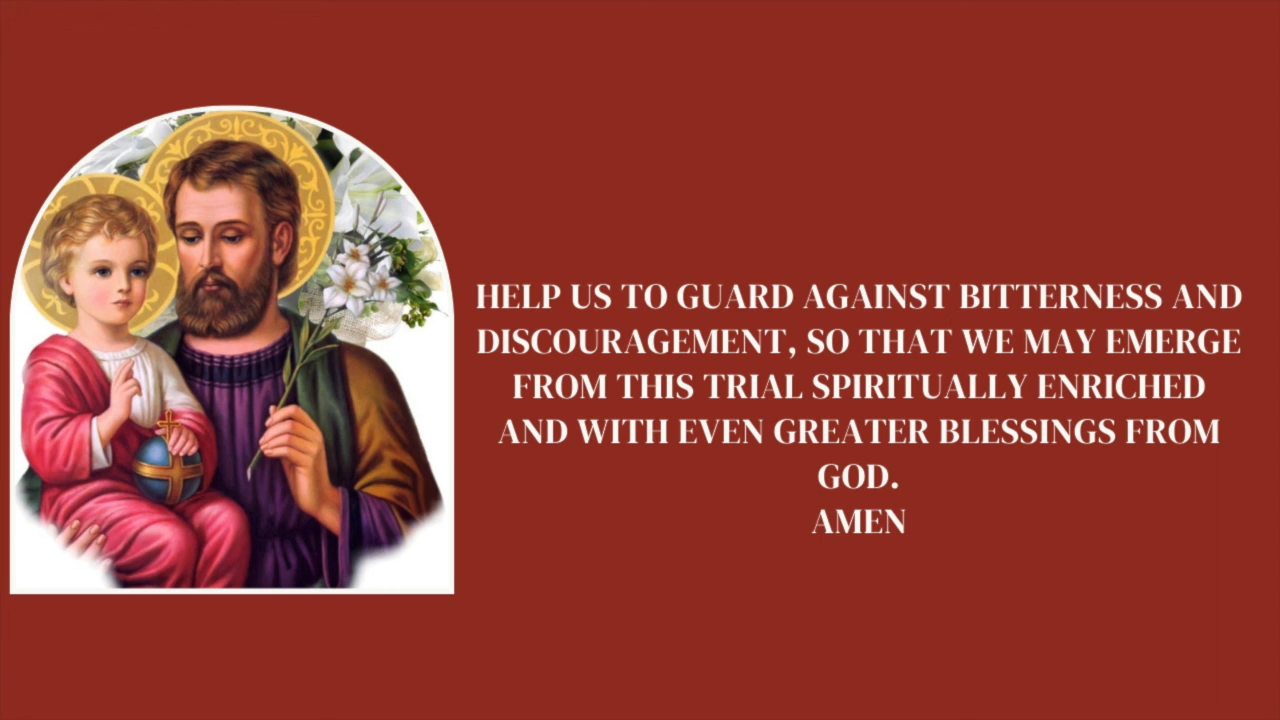 HELP US TO GUARD AGAINST BITTERNESS AND
DISCOURAGEMENT, SO THAT WE MAY EMERGE
FROM THIS TRIAL SPIRITUALLY ENRICHED
AND WITH EVEN GREATER BLESSINGS FROM
GOD.
AMEN